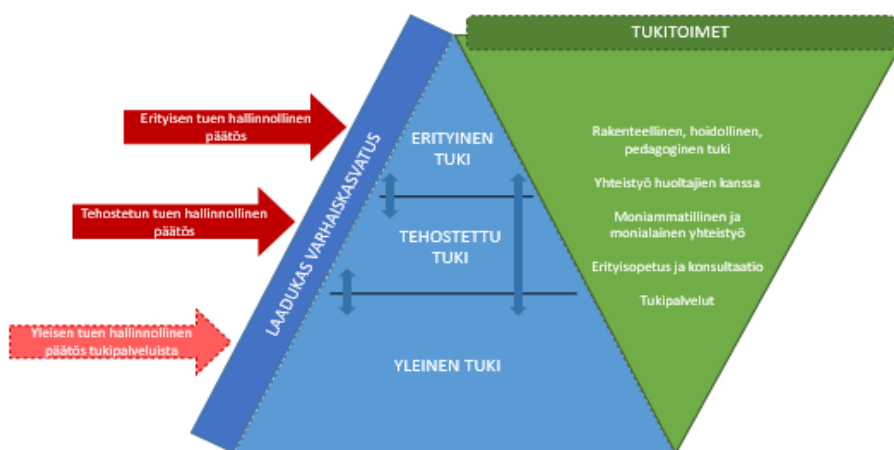 TUKITOIMET
Erityisen tuen hallinnollinen
päätös
Tehostetun tuen hallinnollinen
päätös
Yleisen tuen hallinnollinen
päätös tukipalveluista
LAADUKAS VARHAISKASVATUS
ERITYINEN
TUKI
TEHOSTETTU
TUKI
YLEINEN TUKI
Rakenteellinen, hoidollinen,
pedagoginen tuki
Yhteistyö huoltajien kanssa
Moniammatillinen ja
monialainen yhteistyö
Erityisopetus ja konsultaatio
Tukipalvelut